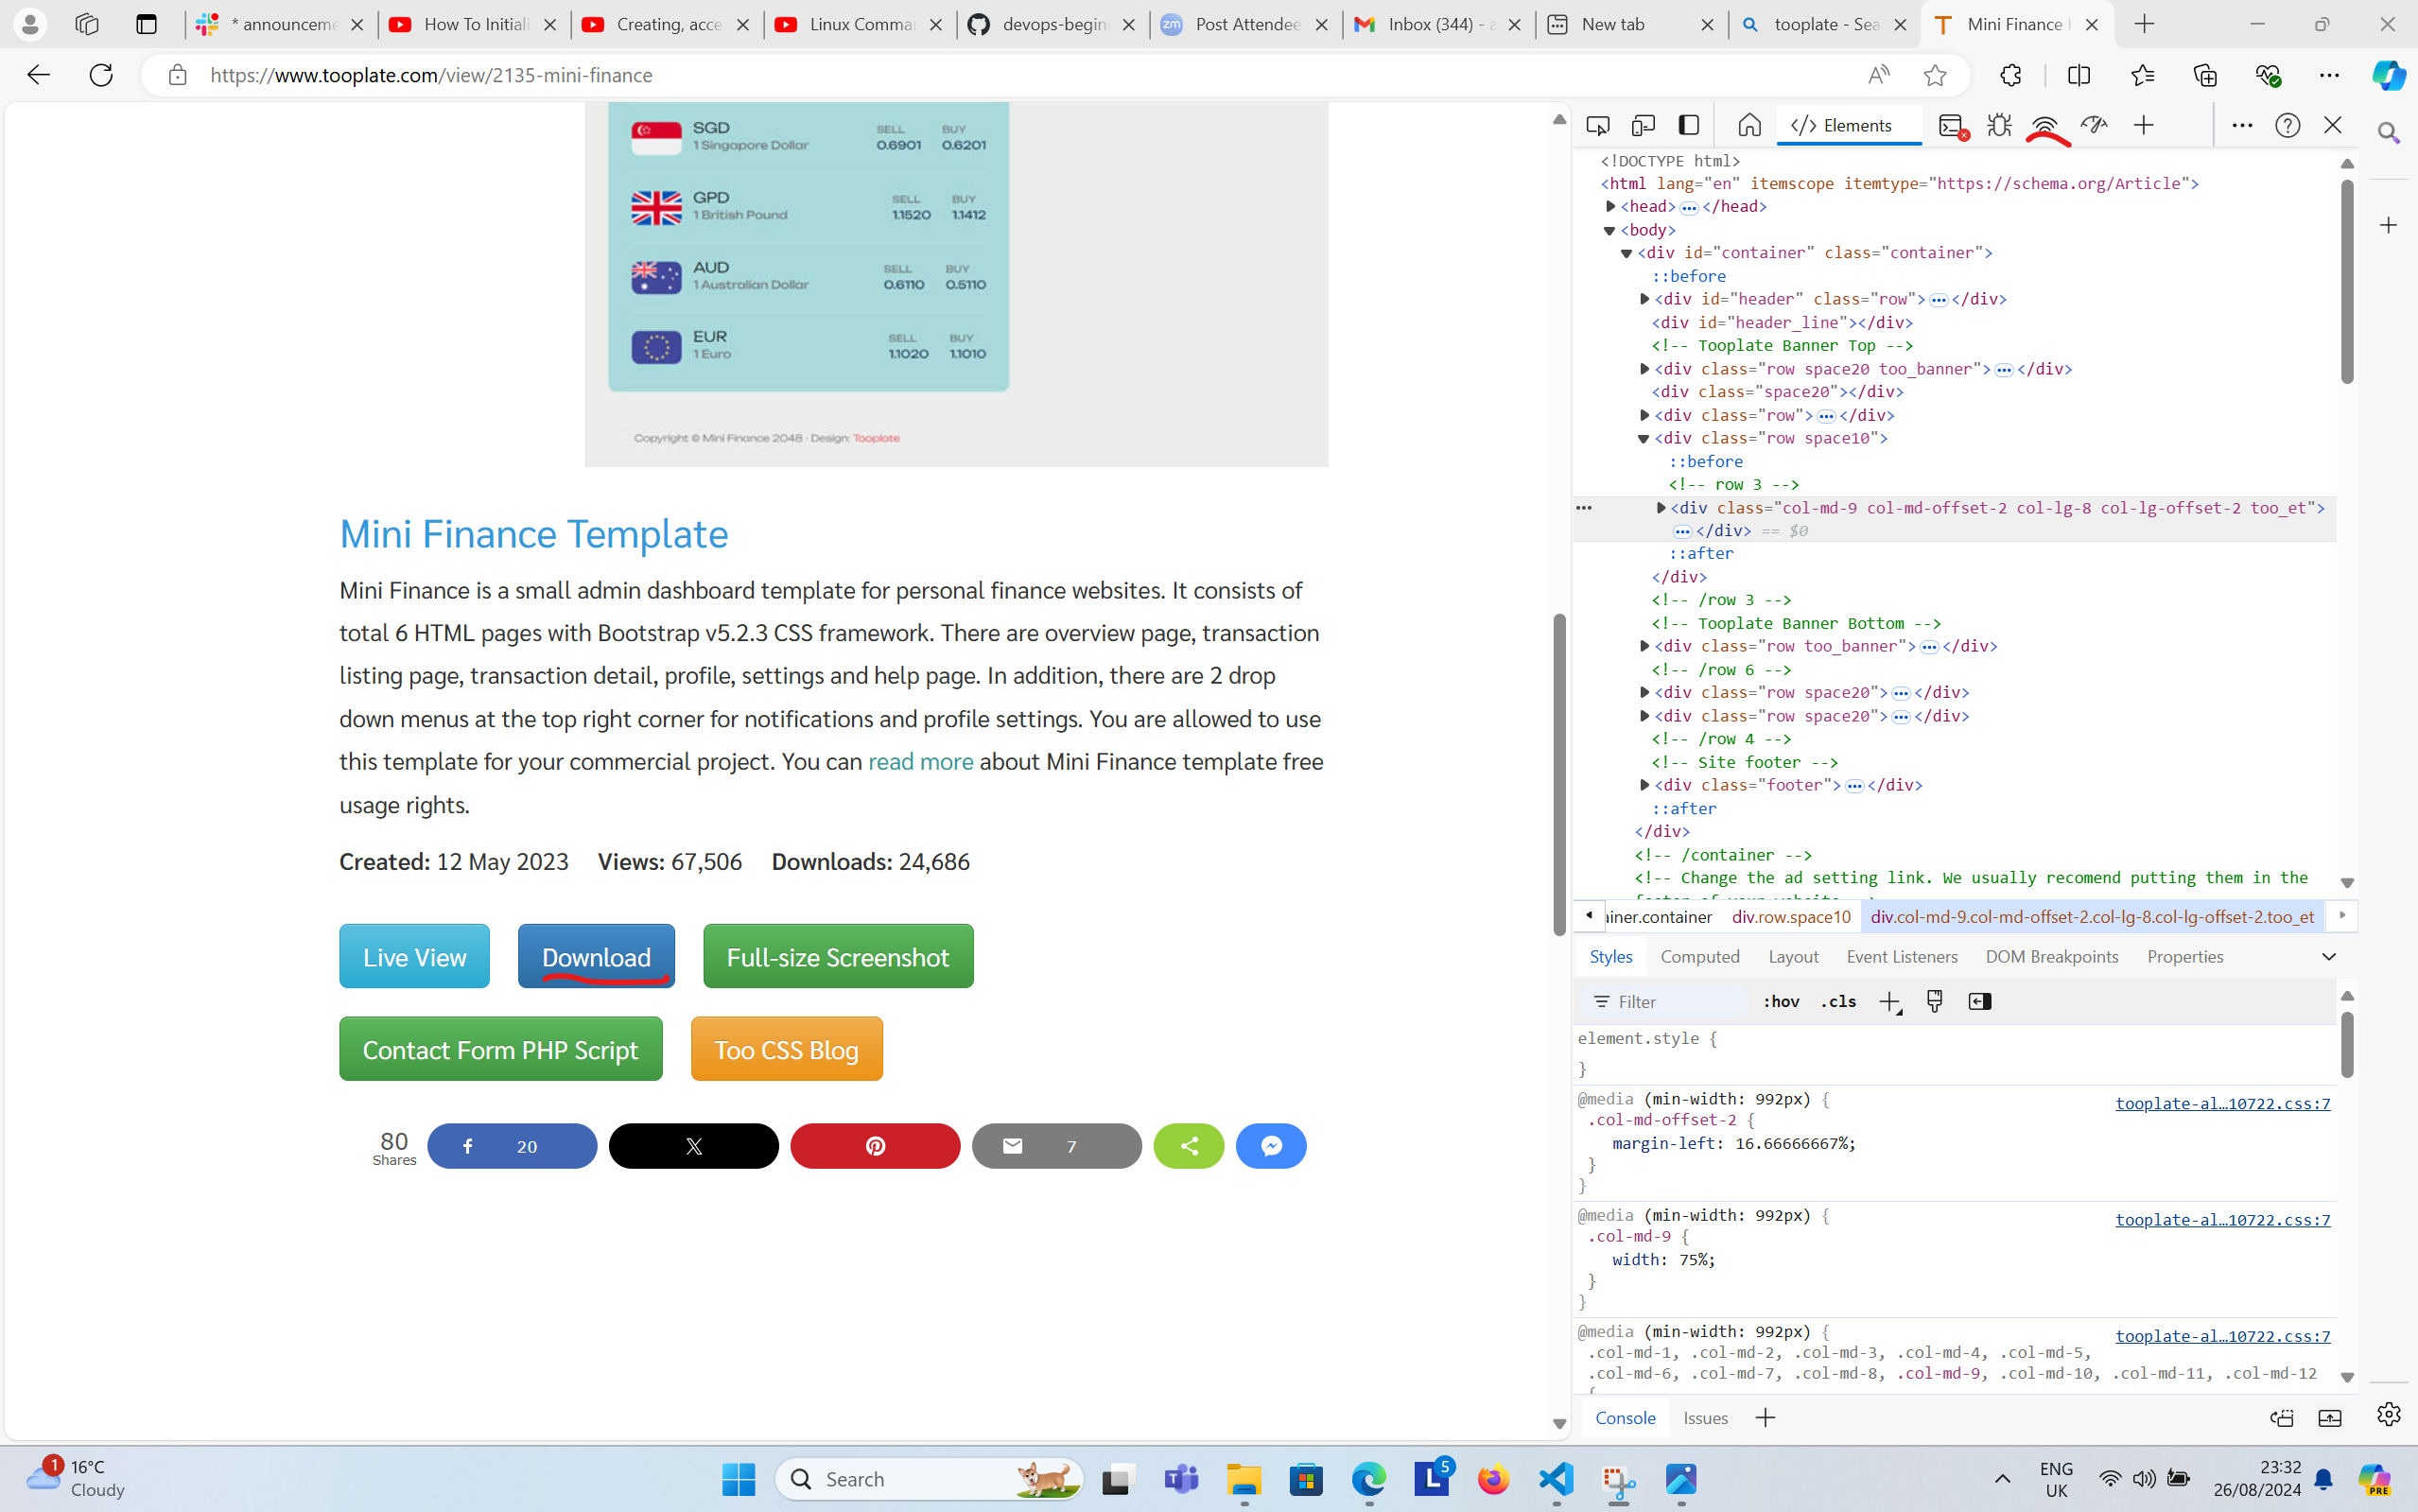 * announceme
How To Initiali
Creating, acce
Linux Commar
devops-begin
Post Attendee
Inbox (344) - a
New tab
tooplate - Sea
Mini Finance
https://www.tooplate.com/view/2135-mini-finance
SGD
1 Singapore Dollar
SELL
0.6901
BUY
0.6201
GPD
1 British Pound
SELL
1.1520
BUY
1.1412
AUD
1 Australian Dollar
SELL
0.6110
BUY
0.5110
EUR
1 Euro
SELL
1.1020
BUY
1.1010
Copyright © Mini Finance 2048 · Design: Tooplate
Mini Finance Template
Mini Finance is a small admin dashboard template for personal finance websites. It consists of
total 6 HTML pages with Bootstrap v5.2.3 CSS framework. There are overview page, transaction
listing page, transaction detail, profile, settings and help page. In addition, there are 2 drop
down menus at the top right corner for notifications and profile settings. You are allowed to use
this template for your commercial project. You can read more about Mini Finance template free
usage rights.
Created: 12 May 2023 Views: 67,506 Downloads: 24,686
Live View
Download
Full-size Screenshot
Contact Form PHP Script
Too CSS Blog
80
Shares
20
7
Elements
<!DOCTYPE html>
<html lang="en" itemscope itemtype="https://schema.org/Article">
<head> ••• </head>
<body>
<div id="container" class="container">
::before
<div id="header" class="row"> ••• </div>
<div id="header_line"></div>
<!-- Tooplate Banner Top -->
<div class="row space20 too_banner"> ••• </div>
<div class="space20"></div>
<div class="row"> ••• </div>
<div class="row space10">
::before
<!-- row 3 -->
<div class="col-md-9 col-md-offset-2 col-lg-8 col-lg-offset-2 too_et">
••• </div> == $0
::after
</div>
<!-- /row 3 -->
<!-- Tooplate Banner Bottom -->
<div class="row too_banner"> ••• </div>
<!-- /row 6 -->
<div class="row space20"> ••• </div>
<div class="row space20"> ••• </div>
<!-- /row 4 -->
<!-- Site footer -->
<div class="footer"> ••• </div>
::after
</div>
<!-- /container -->
<!-- Change the ad setting link. We usually recomend putting them in the
iner.container
div.row.space10
div.col-md-9.col-md-offset-2.col-lg-8.col-lg-offset-2.too_et
Styles
Computed
Layout
Event Listeners
DOM Breakpoints
Properties
Filter
:hov
.cls
element.style {
}
@media (min-width: 992px) {
tooplate-al…10722.css:7
.col-md-offset-2 {
margin-left: 16.66666667%;
}
}
@media (min-width: 992px) {
tooplate-al…10722.css:7
.col-md-9 {
width: 75%;
}
}
@media (min-width: 992px) {
tooplate-al…10722.css:7
.col-md-1, .col-md-2, .col-md-3, .col-md-4, .col-md-5,
.col-md-6, .col-md-7, .col-md-8, .col-md-9, .col-md-10, .col-md-11, .col-md-12
{
Console
Issues
1
16°C
Cloudy
Search
5
ENG
UK
23:32
26/08/2024
PRE